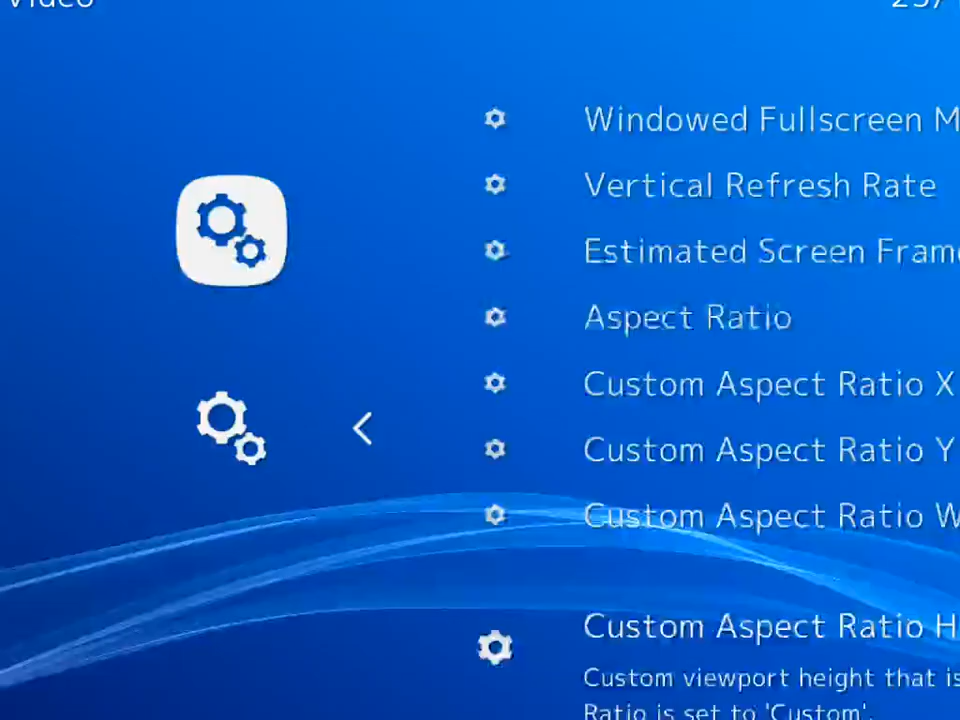 Video
Windowed Fullscreen M
Vertical Refresh Rate
Estimated Screen Frame
Aspect Ratio
Custom Aspect Ratio X
Custom Aspect Ratio Y
Custom Aspect Ratio W
Custom Aspect Ratio H
Custom viewport height that is
Ratio is set to 'Custom'.